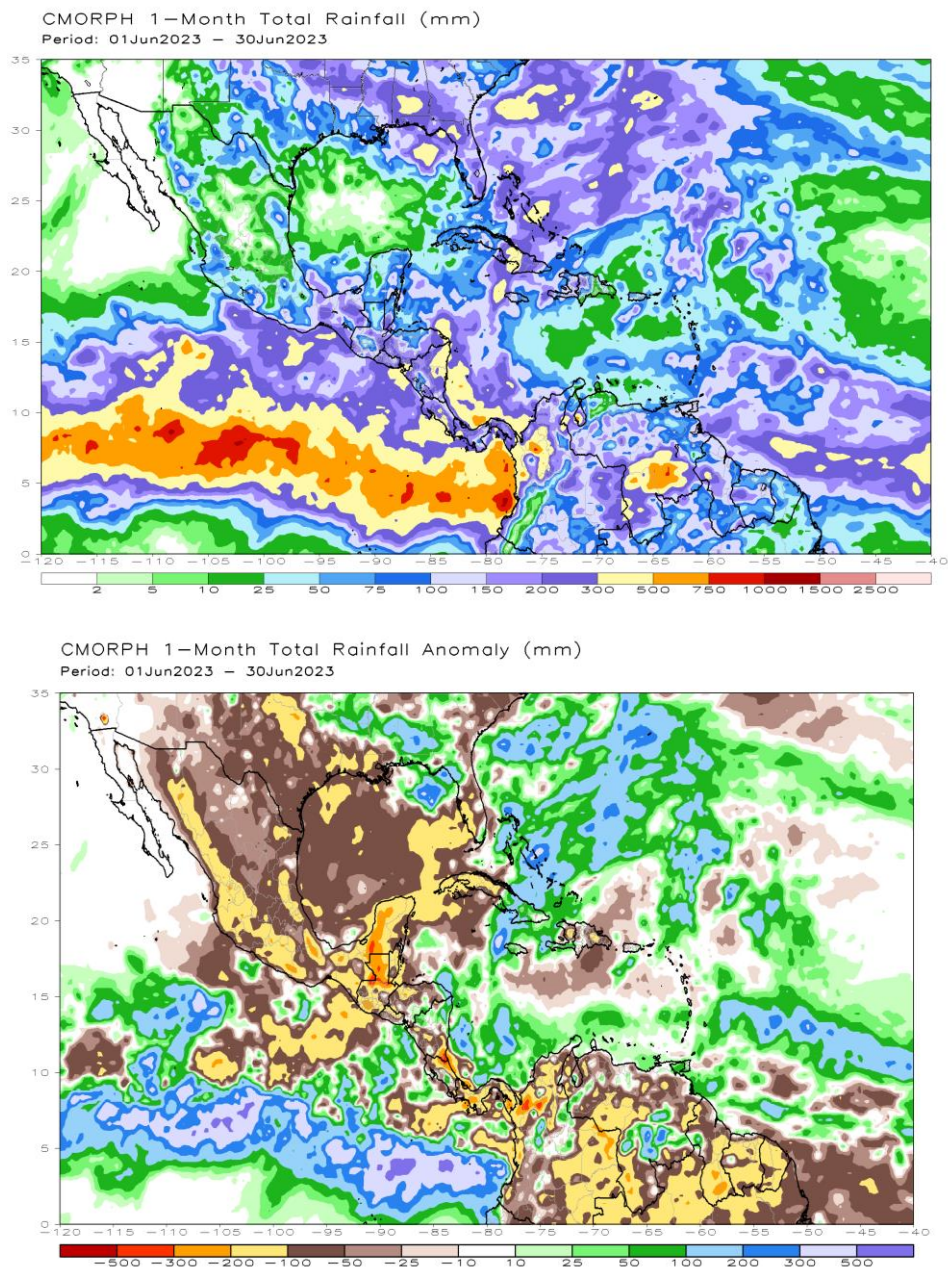 CMORPH 1-Month Total Rainfall (mm)
Period: 01Jun2023 - 30Jun2023
35
30
25
20
15
10
5
0
-120 -115 -110 -105 -100 -95 -90 -85 -80 -75 -70 -65 -60 -55 -50 -45 -40
2 5 10 25 50 75 100 150 200 300 500 750 1000 1500 2500
CMORPH 1-Month Total Rainfall Anomaly (mm)
Period: 01Jun2023 - 30Jun2023
35
30
25
20
15
10
5
0
-120 -115 -110 -105 -100 -95 -90 -85 -80 -75 -70 -65 -60 -55 -50 -45 -40
-500 -300 -200 -100 -50 -25 -10 10 25 50 100 200 300 500